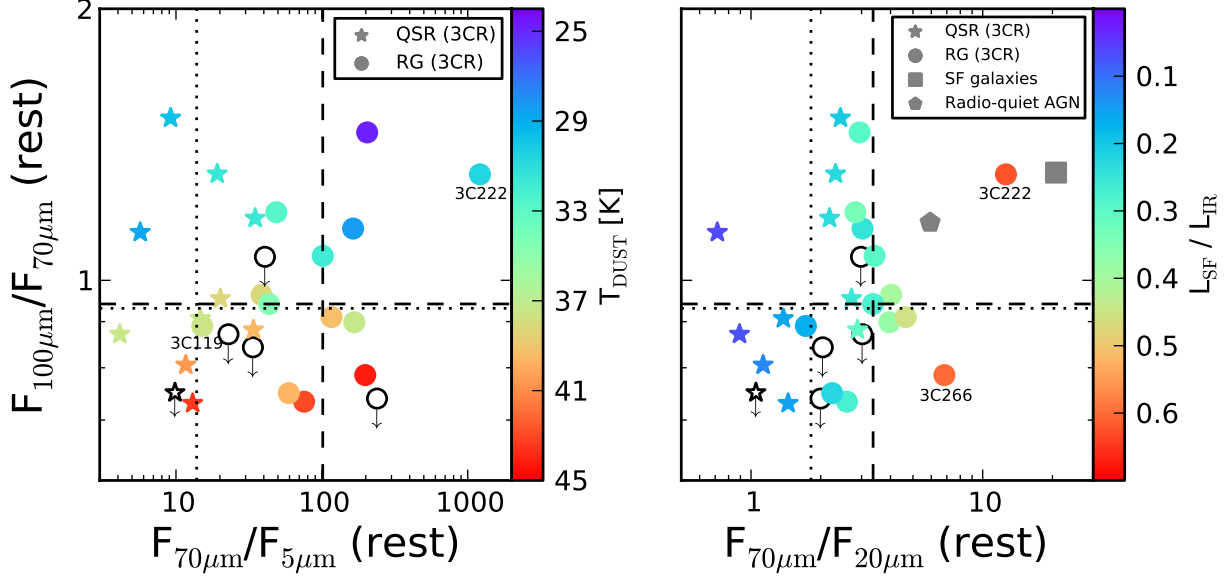 2
1
F100μm/F70μm (rest)
QSR (3CR)
RG (3CR)
3C222
3C119
10
100
1000
F70μm/F5μm (rest)
25
29
33
37
41
45
TDUST [K]
QSR (3CR)
RG (3CR)
SF galaxies
Radio-quiet AGN
3C222
3C266
1
10
F70μm/F20μm (rest)
0.1
0.2
0.3
0.4
0.5
0.6
LSF / LIR